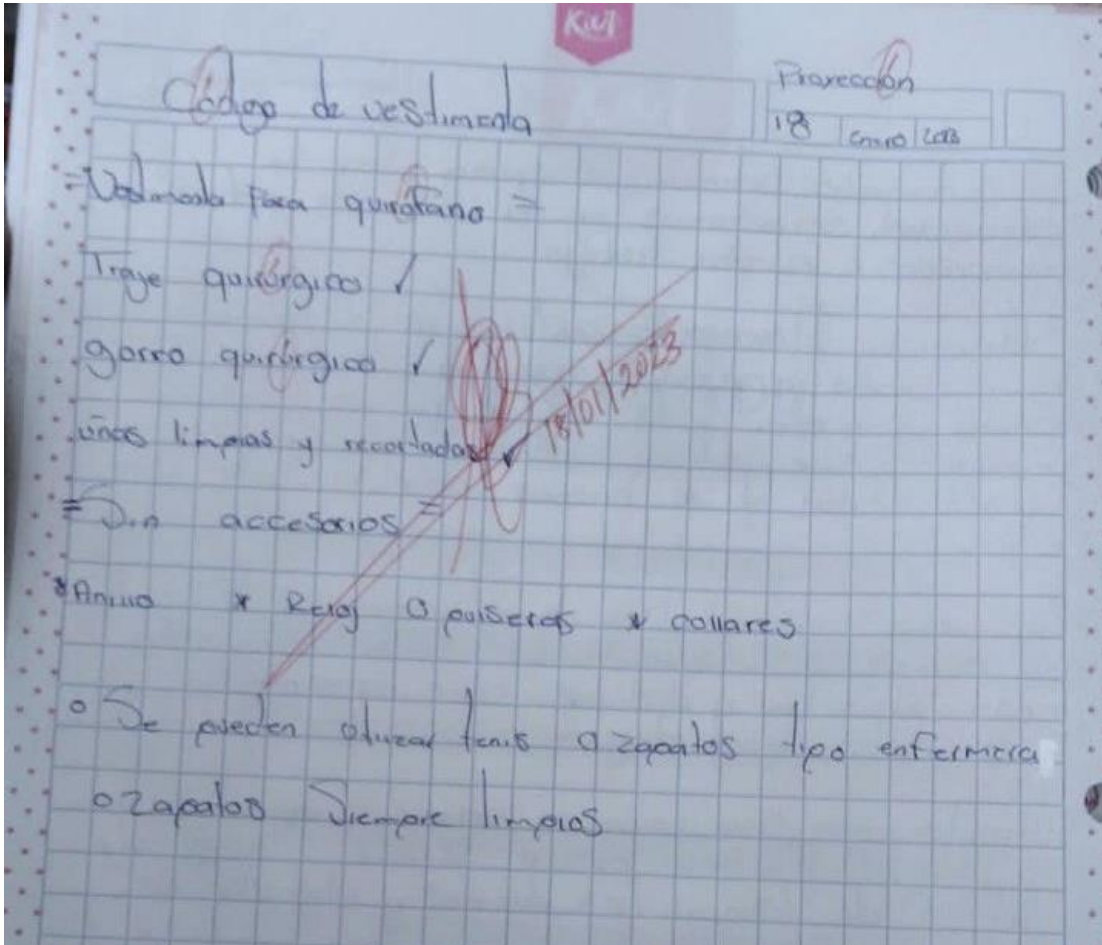 Kiut
Proyección
Código de vestimenta
18 Enero 2023
=Vestimenta para quirófano =
Traje quirúrgico ✓
gorro quirúrgico ✓
uñas limpias y recortadas ✓
18/01/2023
=Sin accesorios =
*Anillo * Reloj o pulseras * collares
o Se pueden utilizar tenis o zapatos tipo enfermera
o zapatos Siempre limpios